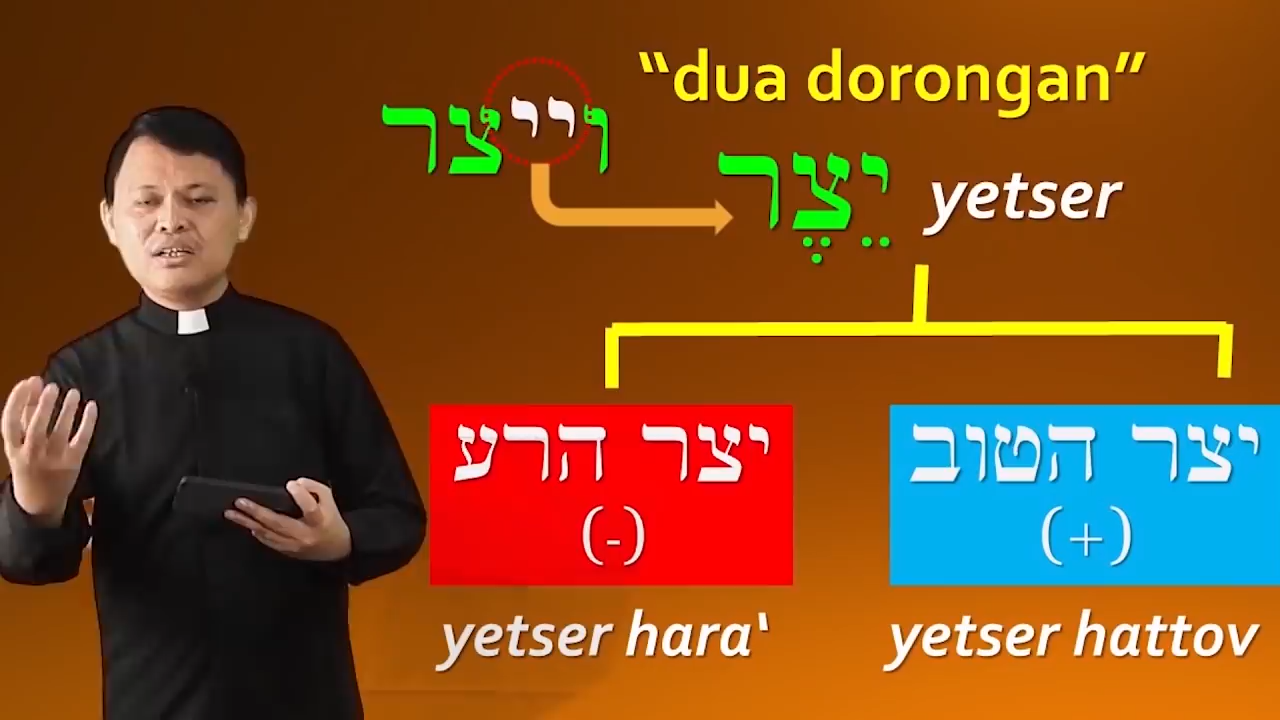 “dua dorongan”
וייצר
יֵצֶר yetser
יצר הרע
(-)
yetser hara‛
יצר הטוב
(+)
yetser hattov